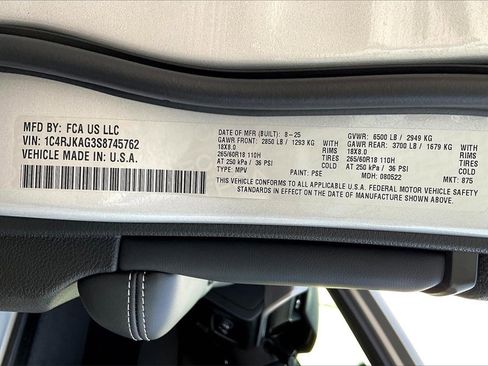 MFD BY: FCA US LLC
VIN: 1C4RJKAG3S8745762
VEHICLE MADE IN: U.S.A.
DATE OF MFR (BUILT): 8-25
GAWR FRONT: 2850 LB / 1293 KG WITH
18X8.0 RIMS
265/60R18 110H TIRES
AT 250 kPa / 36 PSI COLD
TYPE: MPV PAINT: PSE
GVWR: 6500 LB / 2949 KG
GAWR REAR: 3700 LB / 1679 KG WITH
18X8.0 RIMS
265/60R18 110H TIRES
AT 250 kPa / 36 PSI COLD
MDH: 080522 MKT: 875
THIS VEHICLE CONFORMS TO ALL APPLICABLE U.S.A. FEDERAL MOTOR VEHICLE SAFETY
STANDARDS IN EFFECT ON THE DATE OF MANUFACTURE SHOWN ABOVE.